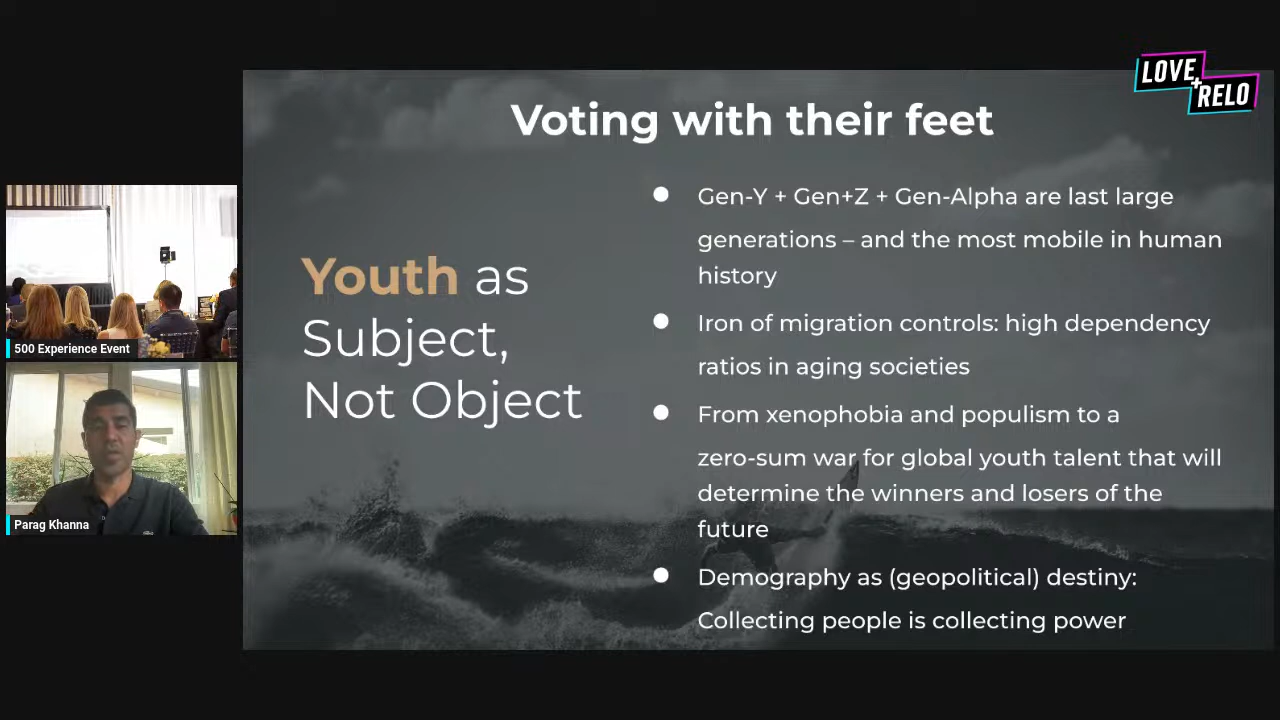 LOVE
+
RELO
Voting with their feet
Youth as
Subject,
Not Object
Gen-Y + Gen+Z + Gen-Alpha are last large
generations – and the most mobile in human
history
Iron of migration controls: high dependency
ratios in aging societies
From xenophobia and populism to a
zero-sum war for global youth talent that will
determine the winners and losers of the
future
Demography as (geopolitical) destiny:
Collecting people is collecting power
500 Experience Event
Parag Khanna